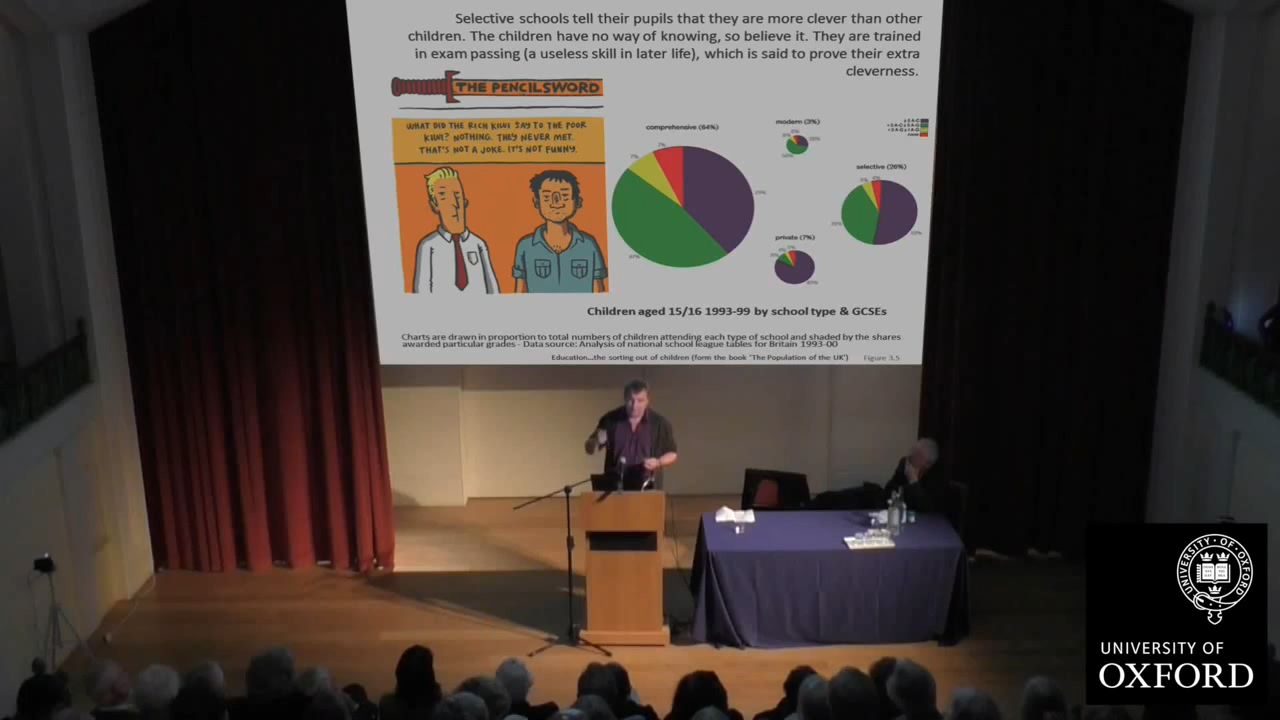 Selective schools tell their pupils that they are more clever than other
children. The children have no way of knowing, so believe it. They are trained
in exam passing (a useless skill in later life), which is said to prove their extra
cleverness.
THE PENCILSWORD
WHAT DID THE RICH KIWI SAY TO THE POOR
KIWI? NOTHING. THEY NEVER MET.
THAT'S NOT A JOKE. IT'S NOT FUNNY.
comprehensive (64%)
modern (3%)
selective (26%)
private (7%)
Children aged 15/16 1993-99 by school type & GCSEs
Charts are drawn in proportion to total numbers of children attending each type of school and shaded by the shares
awarded particular grades - Data source: Analysis of national school league tables for Britain 1993-00
Education...the sorting out of children (form the book 'The Population of the UK')
Figure 3.5
UNIVERSITY·OF·OXFORD
UNIVERSITY OF
OXFORD